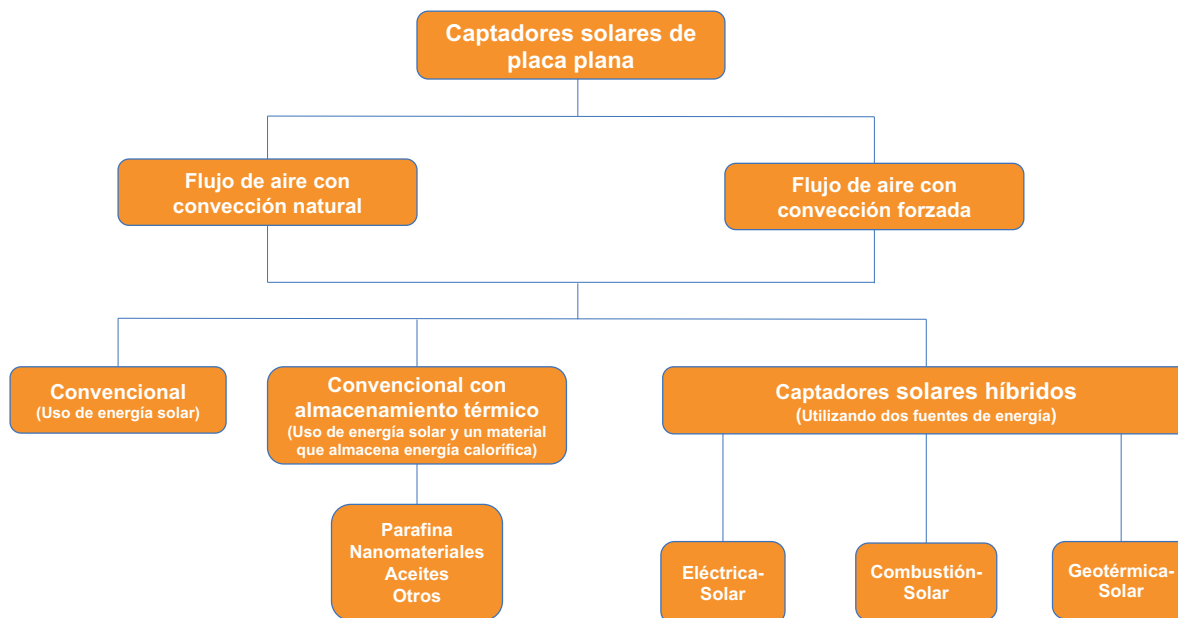 Captadores solares de
placa plana
Flujo de aire con
convección natural
Flujo de aire con
convección forzada
Convencional
(Uso de energía solar)
Convencional con
almacenamiento térmico
(Uso de energía solar y un material
que almacena energía calorífica)
Captadores solares híbridos
(Utilizando dos fuentes de energía)
Parafina
Nanomateriales
Aceites
Otros
Eléctrica-
Solar
Combustión-
Solar
Geotérmica-
Solar